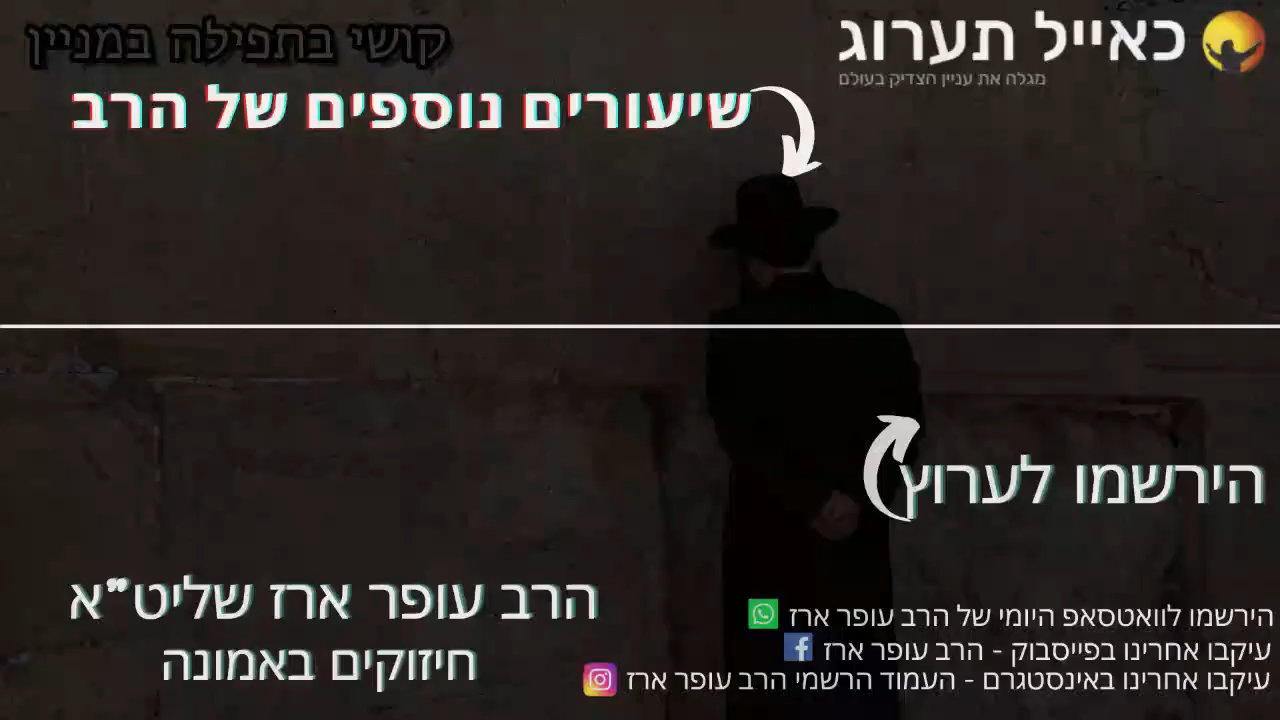 כאייל תערוג
מגלה את עניין הצדיק בעולם
קושי בתפילה במניין
שיעורים נוספים של הרב
הירשמו לערוץ
הרב עופר ארז שליט"א
חיזוקים באמונה
הירשמו לוואטסאפ היומי של הרב עופר ארז
עיקבו אחרינו בפייסבוק - הרב עופר ארז
עיקבו אחרינו באינסטגרם - העמוד הרשמי הרב עופר ארז